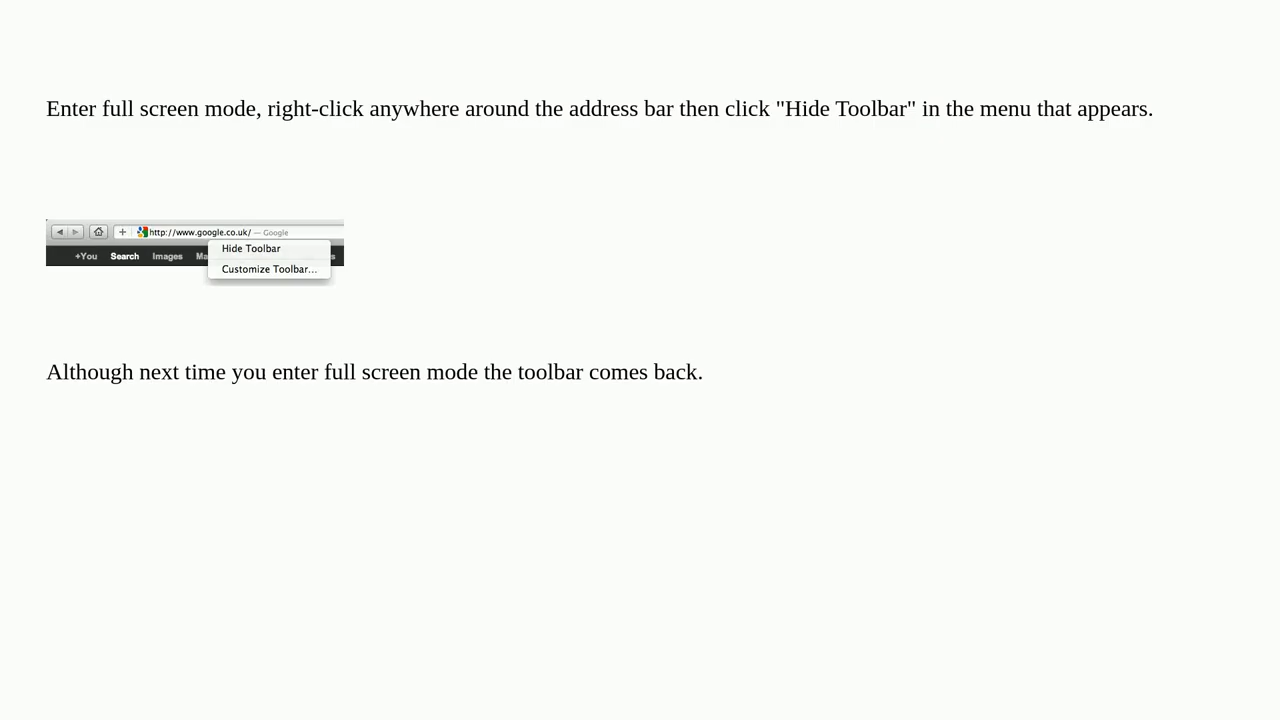 Enter full screen mode, right-click anywhere around the address bar then click "Hide Toolbar" in the menu that appears.
http://www.google.co.uk/ — Google
Hide Toolbar
+You Search Images
Customize Toolbar...
Although next time you enter full screen mode the toolbar comes back.